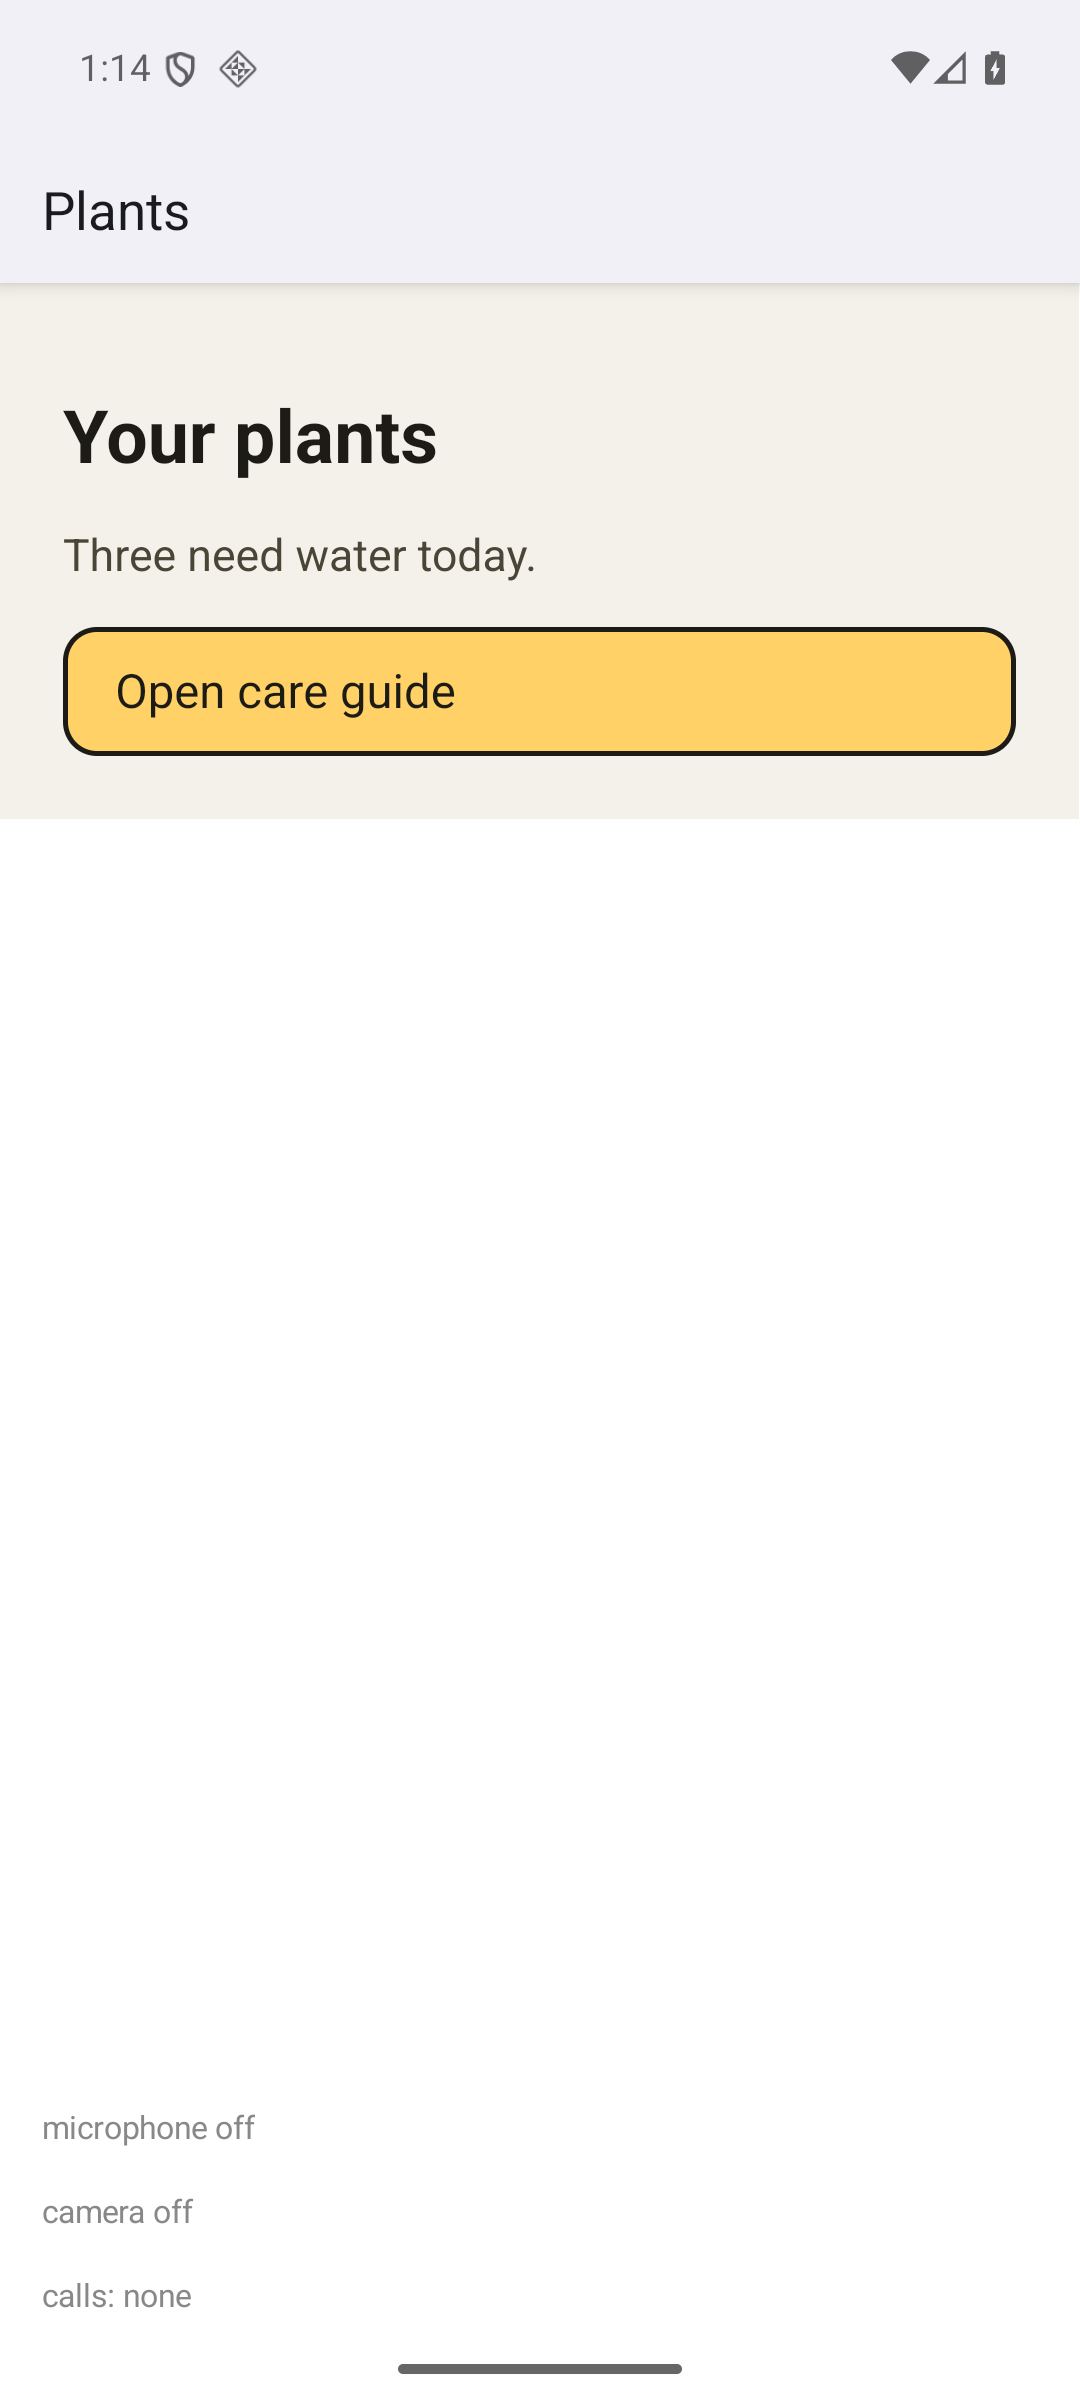 1:14
Plants
Your plants
Three need water today.
Open care guide
microphone off
camera off
calls: none